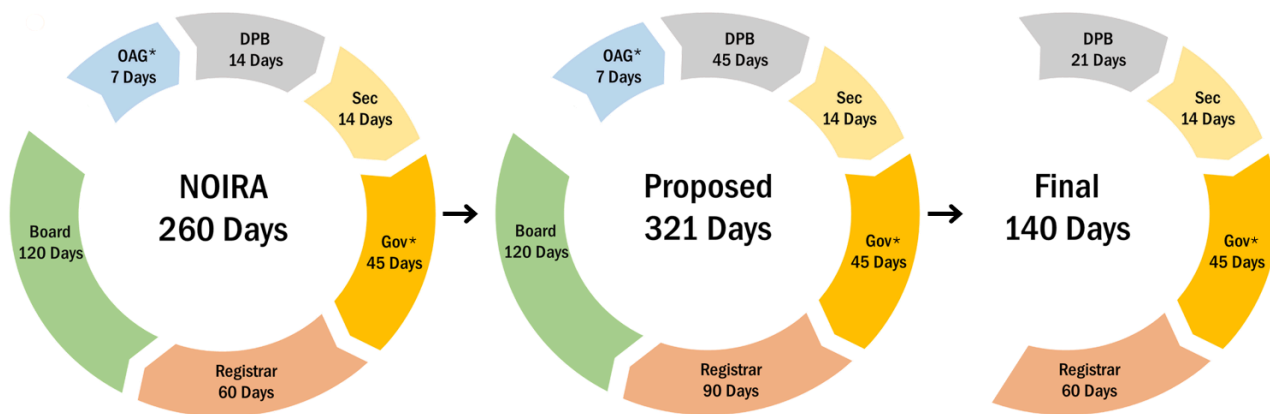 OAG*
7 Days
DPB
14 Days
Sec
14 Days
Gov*
45 Days
Registrar
60 Days
Board
120 Days
NOIRA
260 Days
OAG*
7 Days
DPB
45 Days
Sec
14 Days
Gov*
45 Days
Registrar
90 Days
Board
120 Days
Proposed
321 Days
DPB
21 Days
Sec
14 Days
Gov*
45 Days
Registrar
60 Days
Final
140 Days